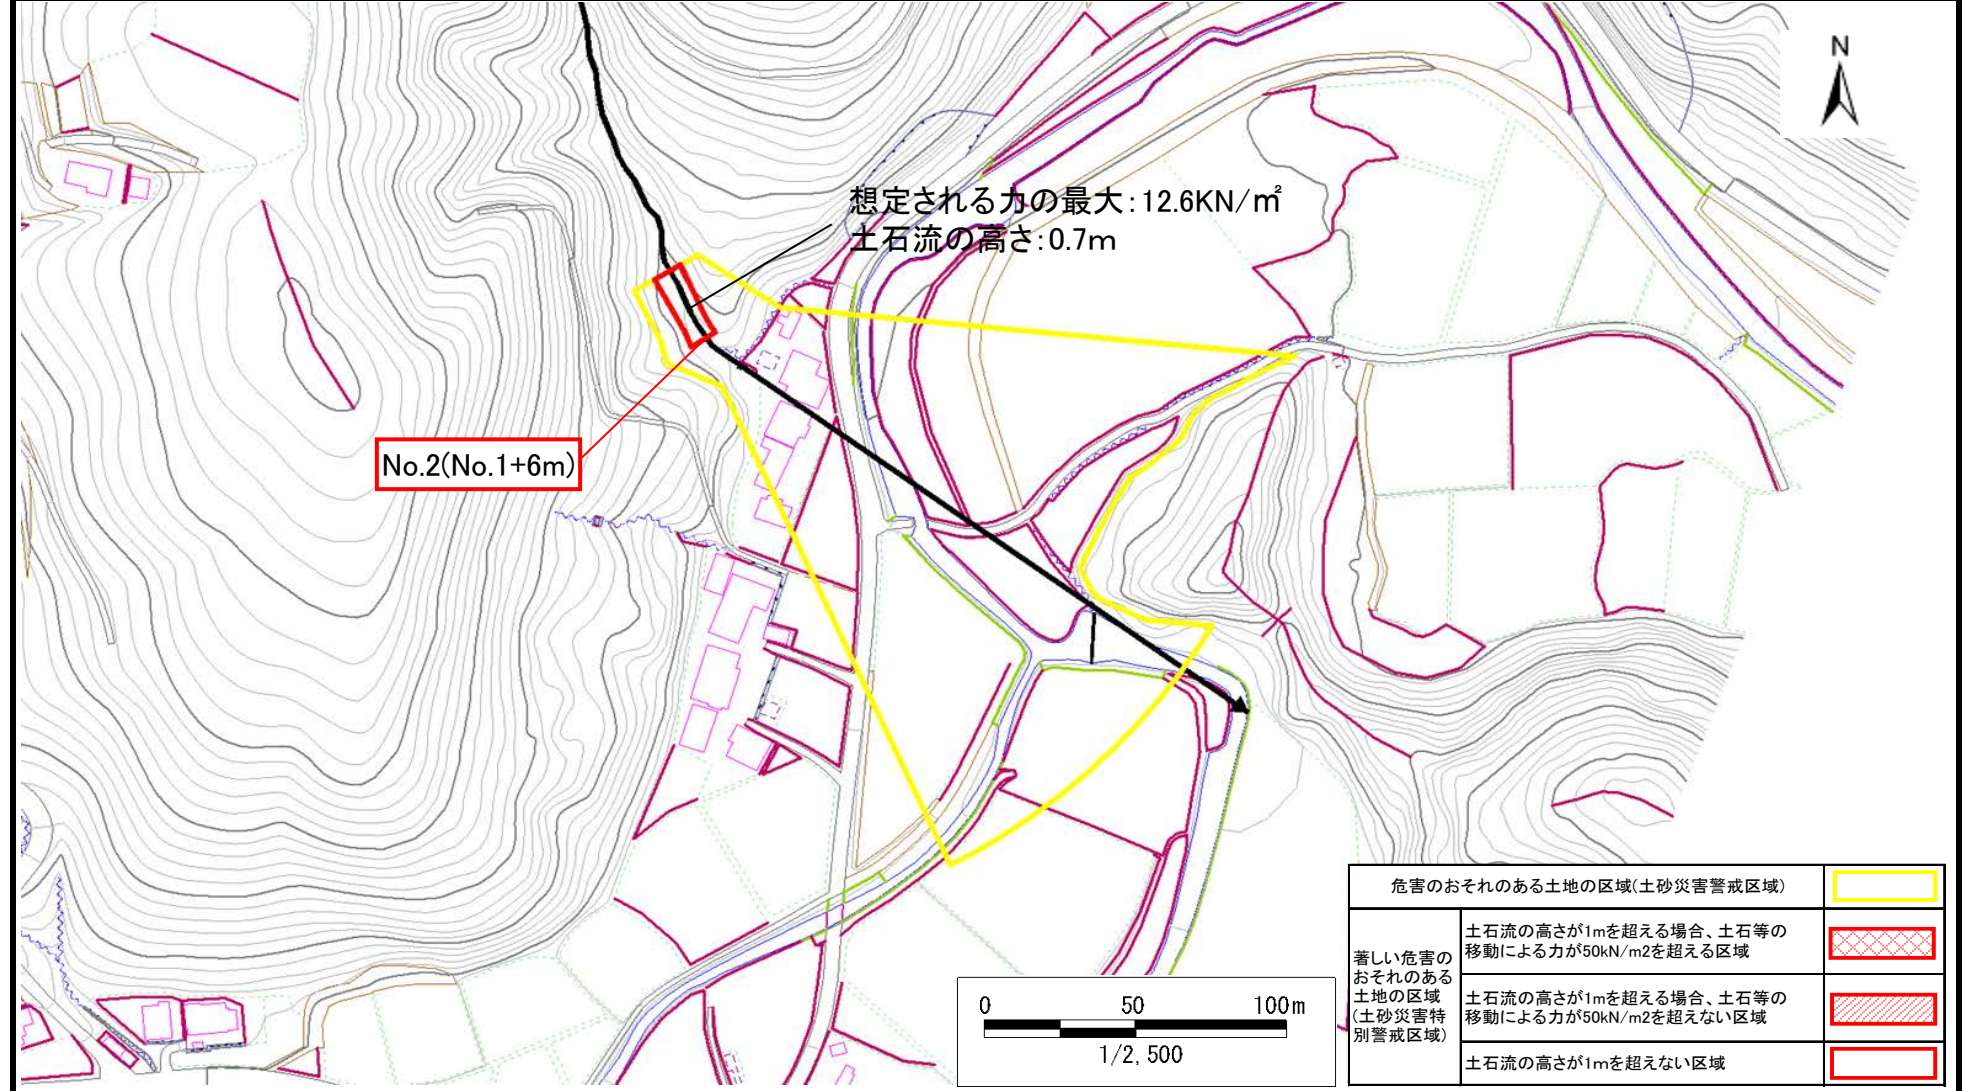 N
想定される力の最大:12.6KN/㎡
土石流の高さ:0.7m
No.2(No.1+6m)
危害のおそれのある土地の区域(土砂災害警戒区域)
著しい危害の
おそれのある
土地の区域
(土砂災害特
別警戒区域)
土石流の高さが1mを超える場合、土石等の
移動による力が50kN/m2を超える区域
土石流の高さが1mを超える場合、土石等の
移動による力が50kN/m2を超えない区域
土石流の高さが1mを超えない区域
0 50 100m
1/2,500